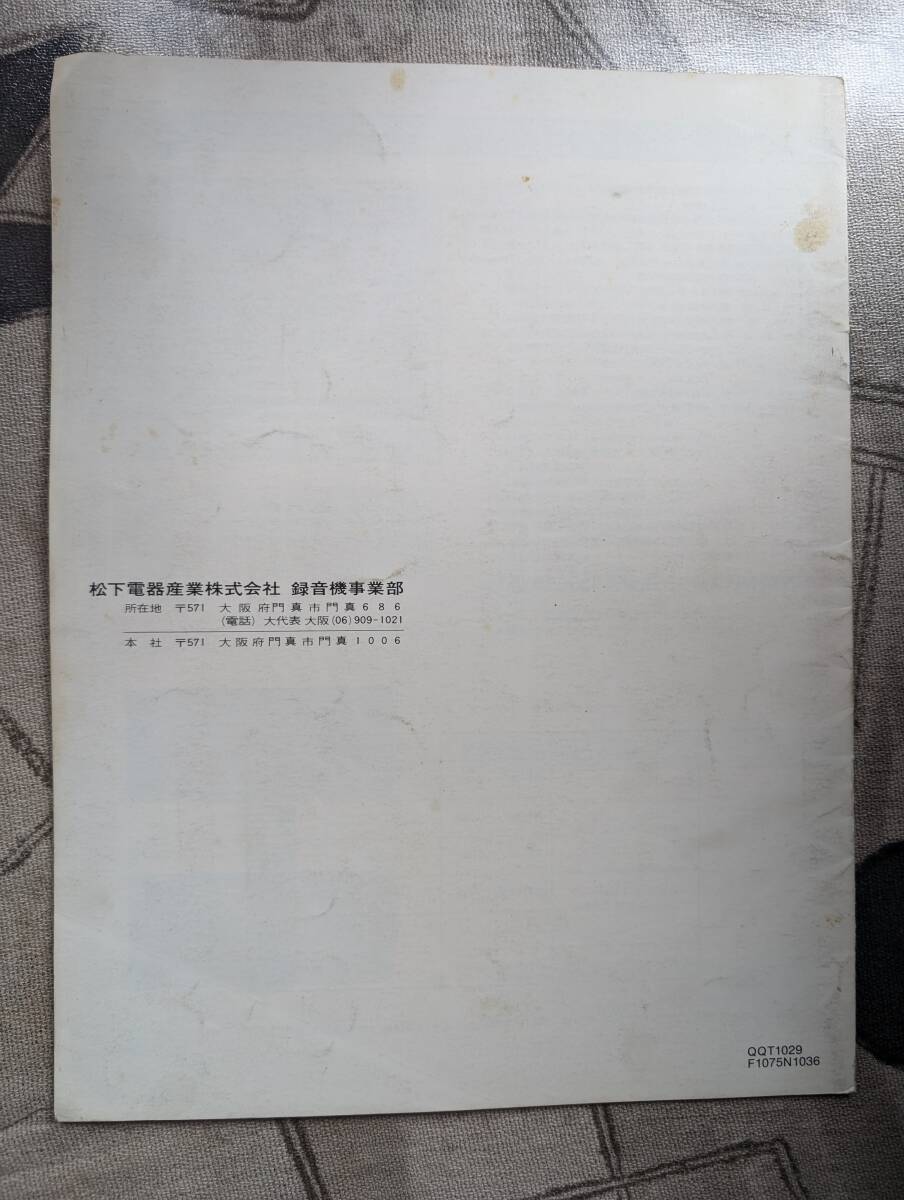 松下電器産業株式会社 録音機事業部
所在地 〒571 大阪府門真市門真686
(電話) 大代表 大阪(06)909-1021
本社 〒571 大阪府門真市門真1006
QQT1029
F1075N1036